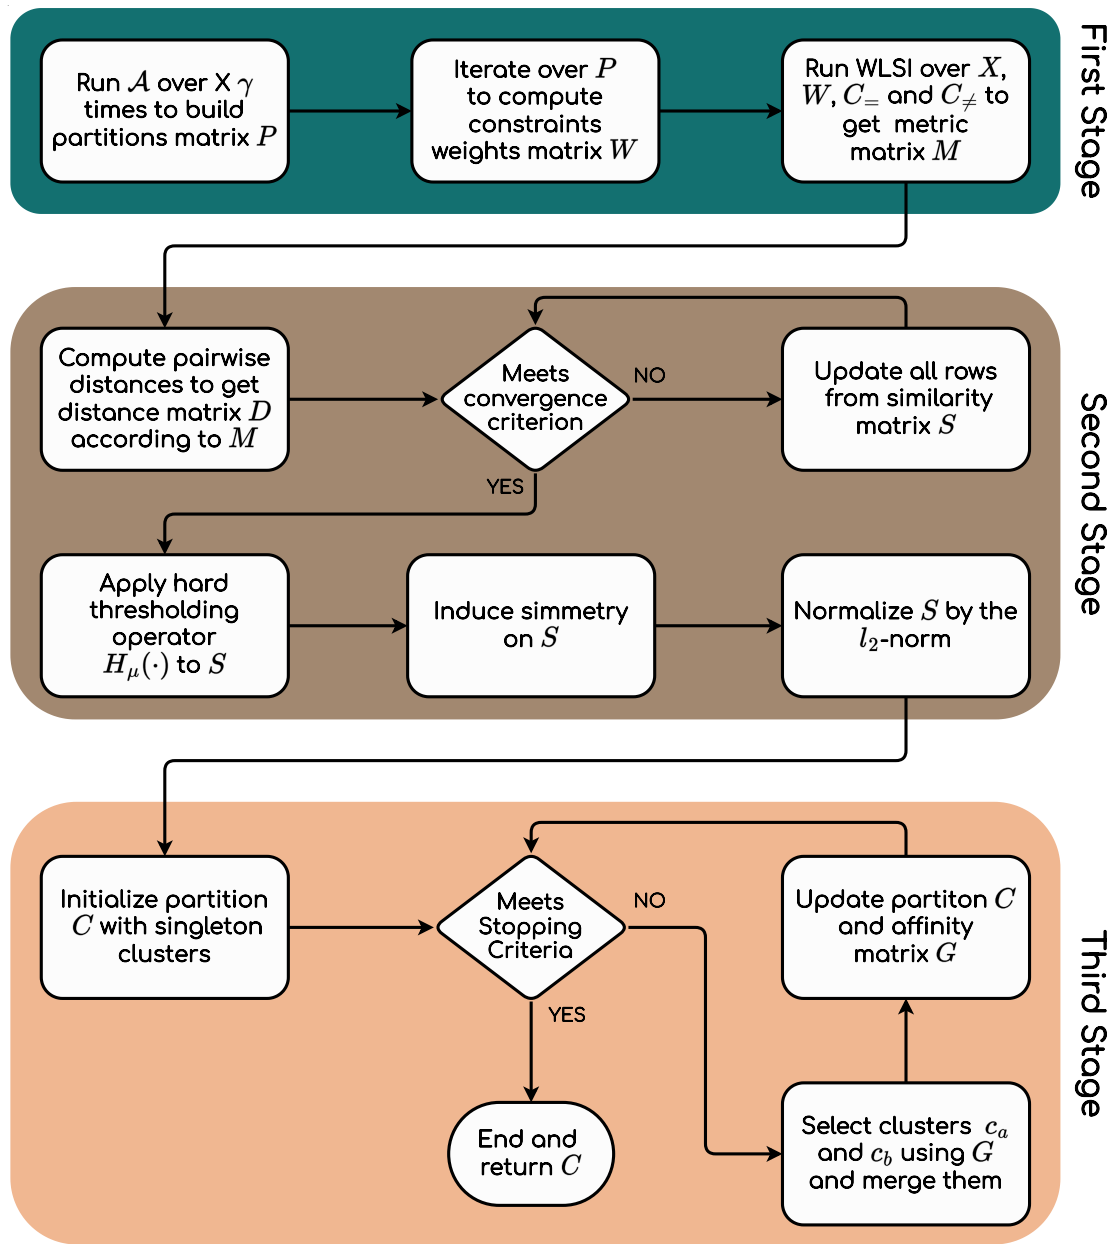 First Stage
Run 𝒜 over X γ
times to build
partitions matrix P
Iterate over P
to compute
constraints
weights matrix W
Run WLSI over X,
W, C₌ and C≠ to
get metric
matrix M
Second Stage
Compute pairwise
distances to get
distance matrix D
according to M
Meets
convergence
criterion
NO
Update all rows
from similarity
matrix S
YES
Apply hard
thresholding
operator
Hμ(·) to S
Induce simmetry
on S
Normalize S by the
l₂-norm
Third Stage
Initialize partition
C with singleton
clusters
Meets
Stopping
Criteria
NO
Update partiton C
and affinity
matrix G
YES
End and
return C
Select clusters cₐ
and c_b using G
and merge them